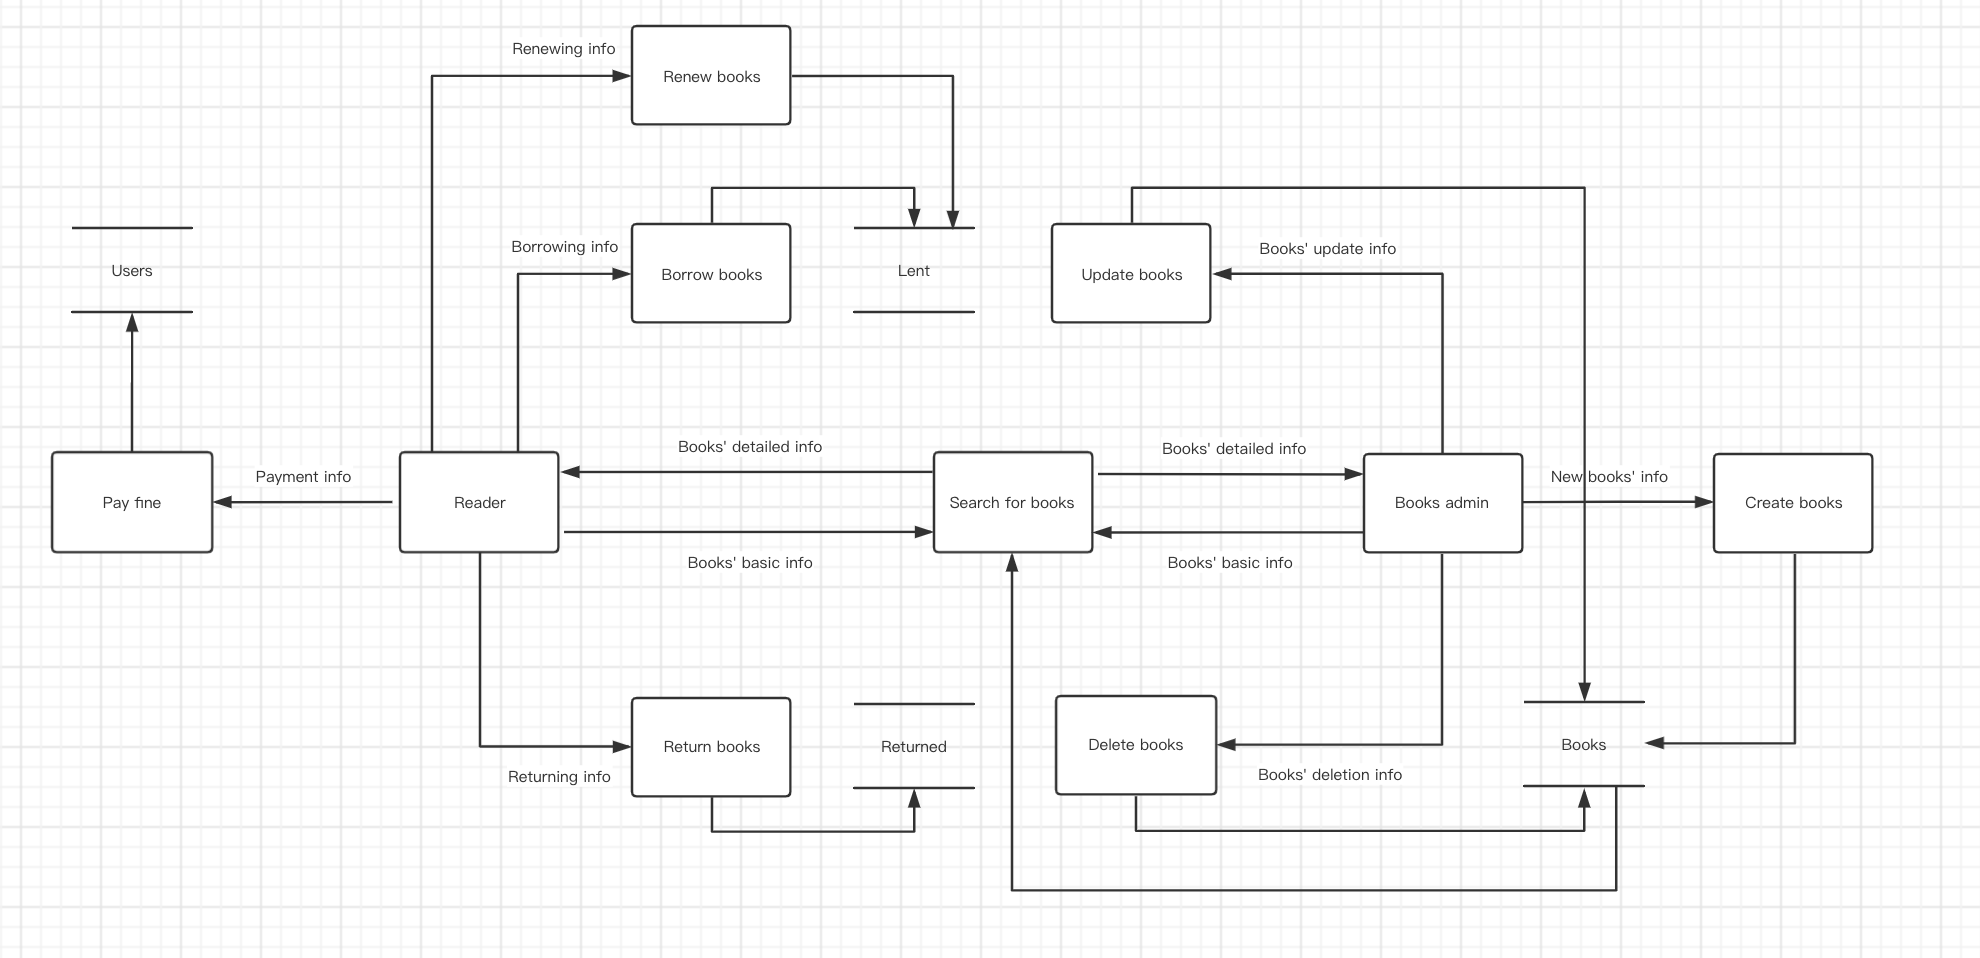 Renewing info
Renew books
Borrowing info
Books' update info
Users
Borrow books
Lent
Update books
Books' detailed info
Books' detailed info
Payment info
New books' info
Pay fine
Reader
Search for books
Books admin
Create books
Books' basic info
Books' basic info
Return books
Returned
Delete books
Books
Returning info
Books' deletion info